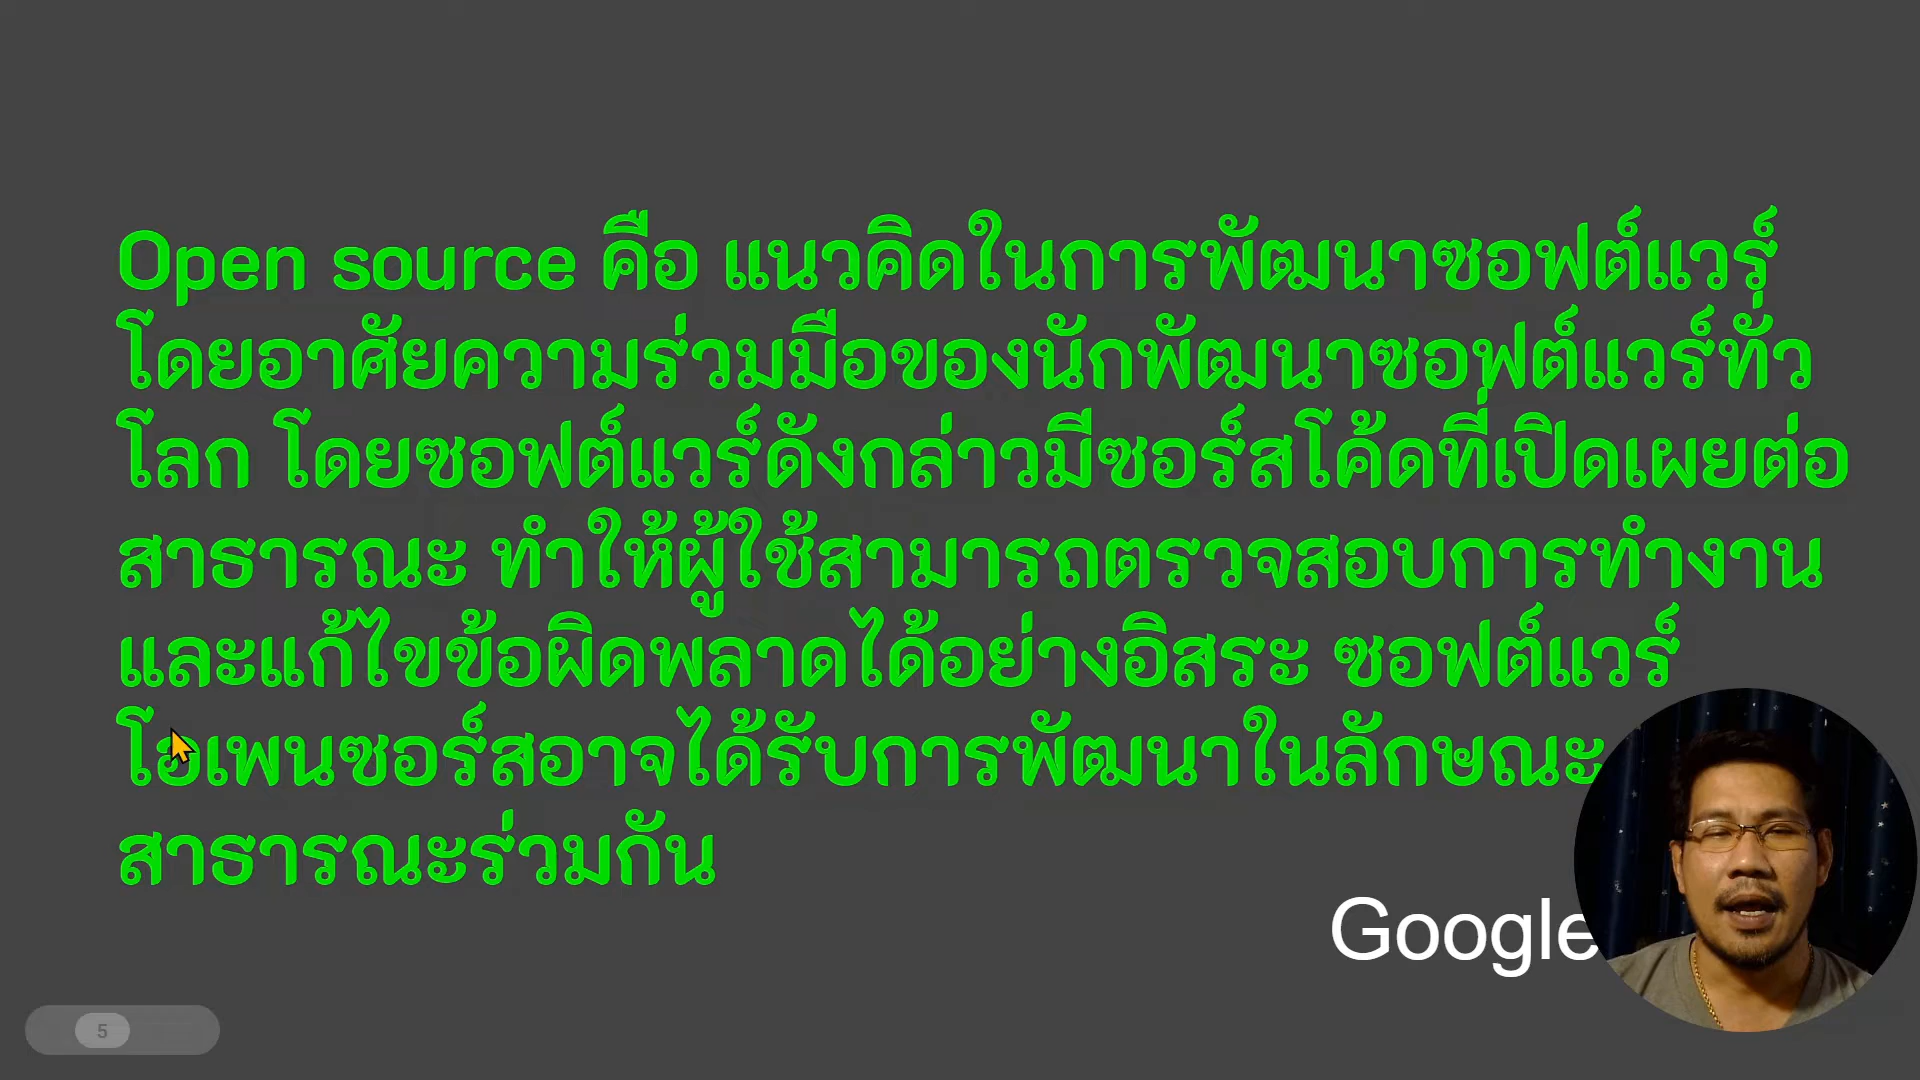 Open source คือ แนวคิดในการพัฒนาซอฟต์แวร์
โดยอาศัยความร่วมมือของนักพัฒนาซอฟต์แวร์ทั่ว
โลก โดยซอฟต์แวร์ดังกล่าวมีซอร์สโค้ดที่เปิดเผยต่อ
สาธารณะ ทำให้ผู้ใช้สามารถตรวจสอบการทำงาน
และแก้ไขข้อผิดพลาดได้อย่างอิสระ ซอฟต์แวร์
โอเพนซอร์สอาจได้รับการพัฒนาในลักษณะ
สาธารณะร่วมกัน
Google
5